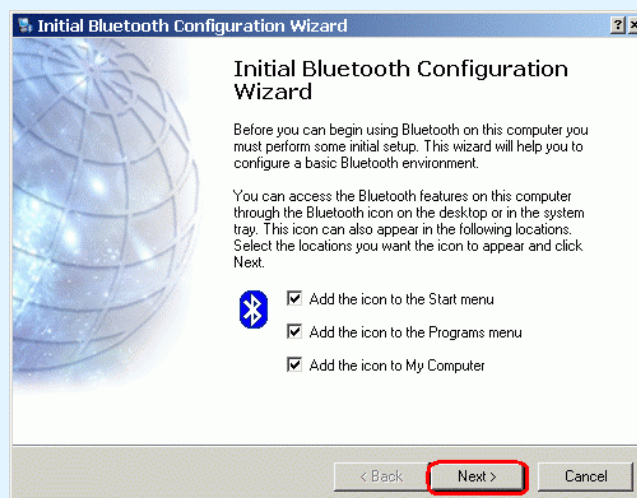 Initial Bluetooth Configuration Wizard
Initial Bluetooth Configuration
Wizard
Before you can begin using Bluetooth on this computer you
must perform some initial setup. This wizard will help you to
configure a basic Bluetooth environment.
You can access the Bluetooth features on this computer
through the Bluetooth icon on the desktop or in the system
tray. This icon can also appear in the following locations.
Select the locations you want the icon to appear and click
Next.
Add the icon to the Start menu
Add the icon to the Programs menu
Add the icon to My Computer
< Back
Next >
Cancel